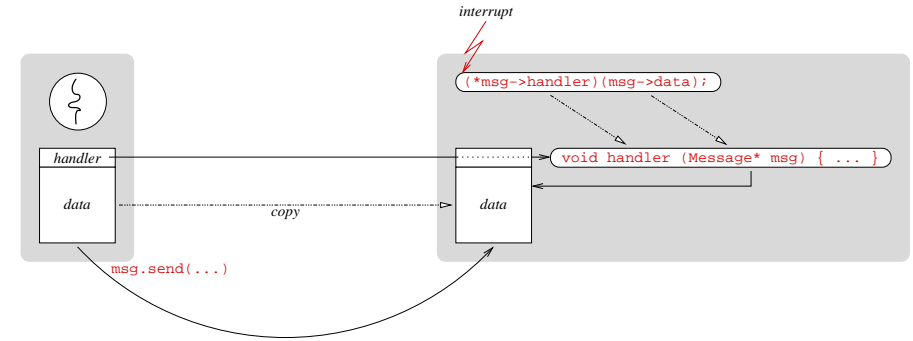 interrupt
(*msg->handler)(msg->data);
handler
void handler (Message* msg) { ... }
data
copy
data
msg.send(...)